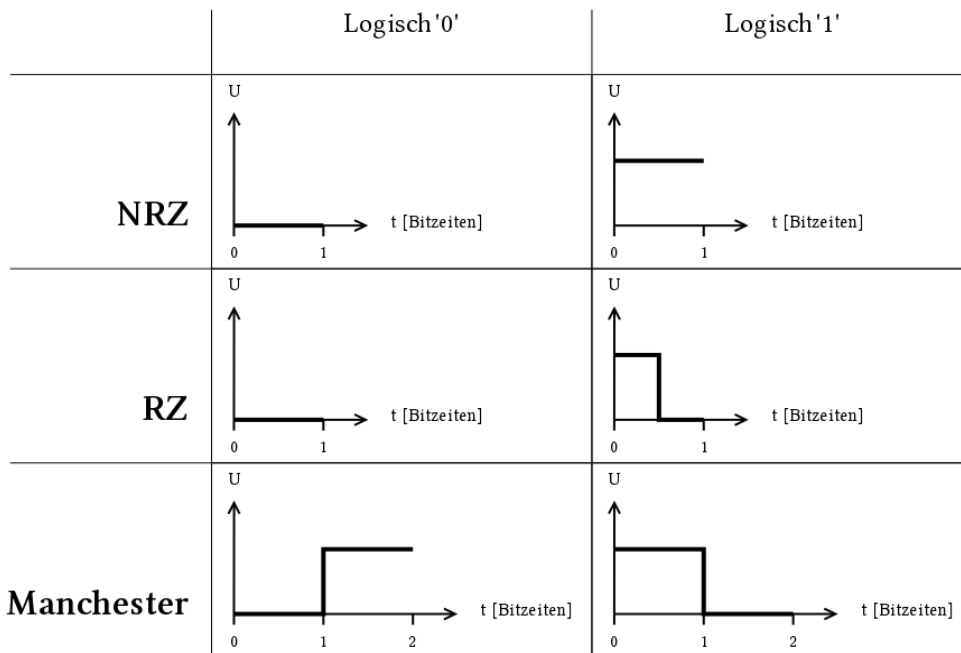 Logisch '0' Logisch '1'
U U
NRZ t [Bitzeiten] t [Bitzeiten]
0 1 0 1
U U
RZ t [Bitzeiten] t [Bitzeiten]
0 1 0 1
U U
Manchester t [Bitzeiten] t [Bitzeiten]
0 1 2 0 1 2